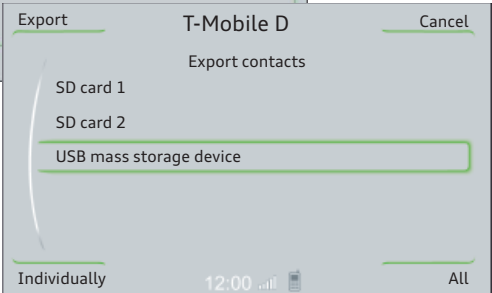 Export T-Mobile D Cancel
Export contacts
SD card 1
SD card 2
USB mass storage device
Individually 12:00 All